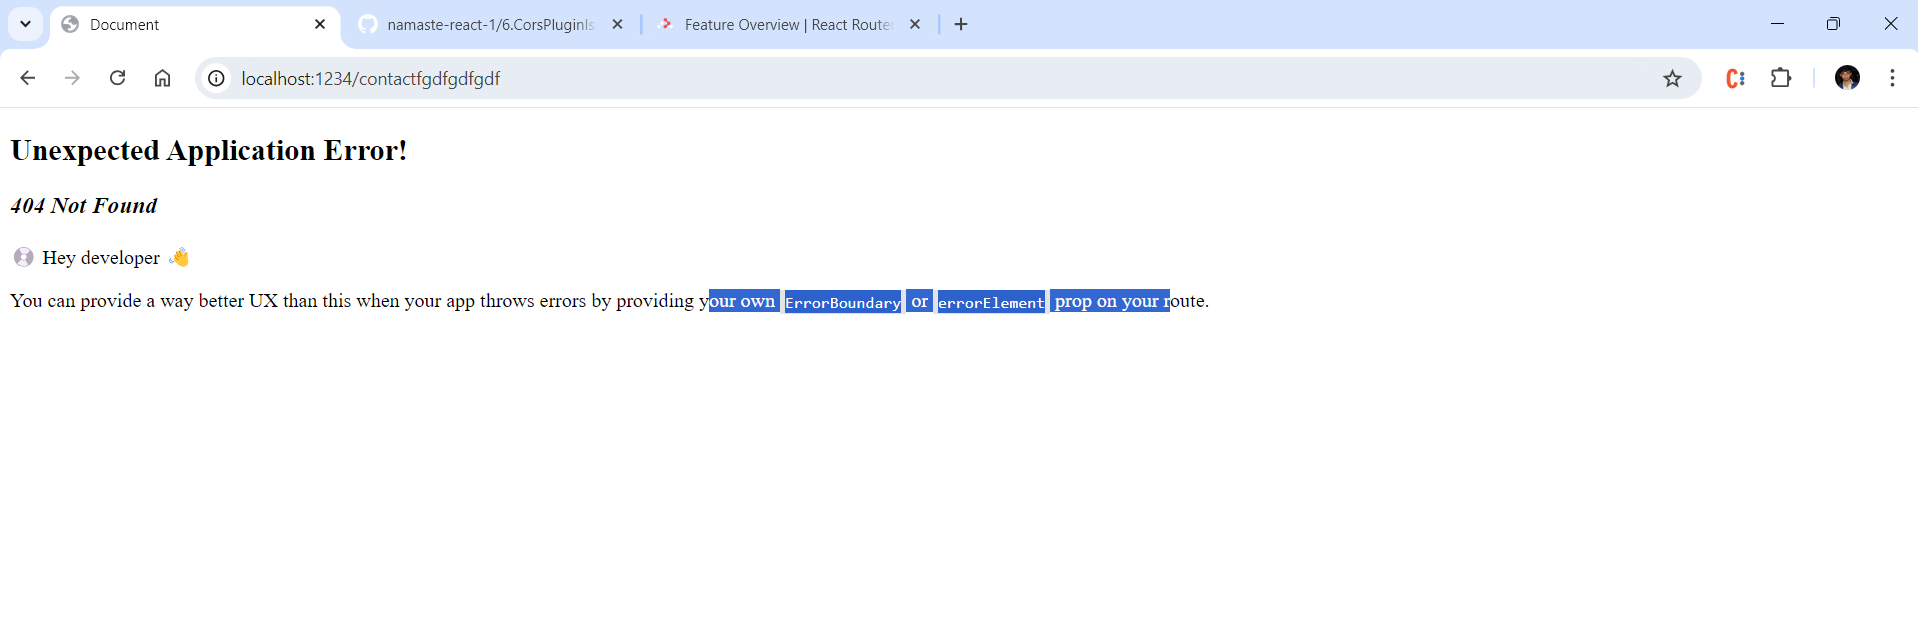 Document
namaste-react-1/6.CorsPluginIs
Feature Overview | React Route
localhost:1234/contactfgdfgdfgdf
Unexpected Application Error!
404 Not Found
💿 Hey developer 👋
You can provide a way better UX than this when your app throws errors by providing your own ErrorBoundary or errorElement prop on your route.